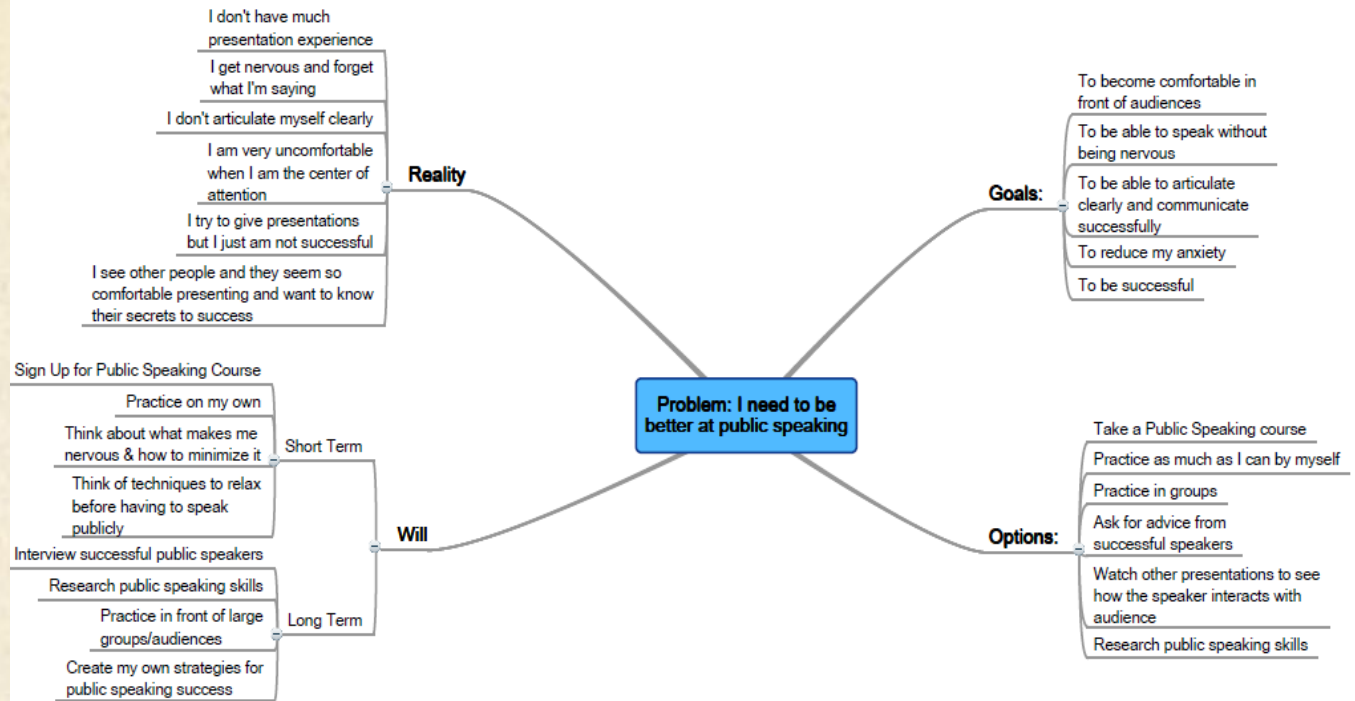 Problem: I need to be
better at public speaking
Goals:
To become comfortable in
front of audiences
To be able to speak without
being nervous
To be able to articulate
clearly and communicate
successfully
To reduce my anxiety
To be successful
Reality
I don't have much
presentation experience
I get nervous and forget
what I'm saying
I don't articulate myself clearly
I am very uncomfortable
when I am the center of
attention
I try to give presentations
but I just am not successful
I see other people and they seem so
comfortable presenting and want to know
their secrets to success
Options:
Take a Public Speaking course
Practice as much as I can by myself
Practice in groups
Ask for advice from
successful speakers
Watch other presentations to see
how the speaker interacts with
audience
Research public speaking skills
Will
Short Term
Sign Up for Public Speaking Course
Practice on my own
Think about what makes me
nervous & how to minimize it
Think of techniques to relax
before having to speak
publicly
Long Term
Interview successful public speakers
Research public speaking skills
Practice in front of large
groups/audiences
Create my own strategies for
public speaking success